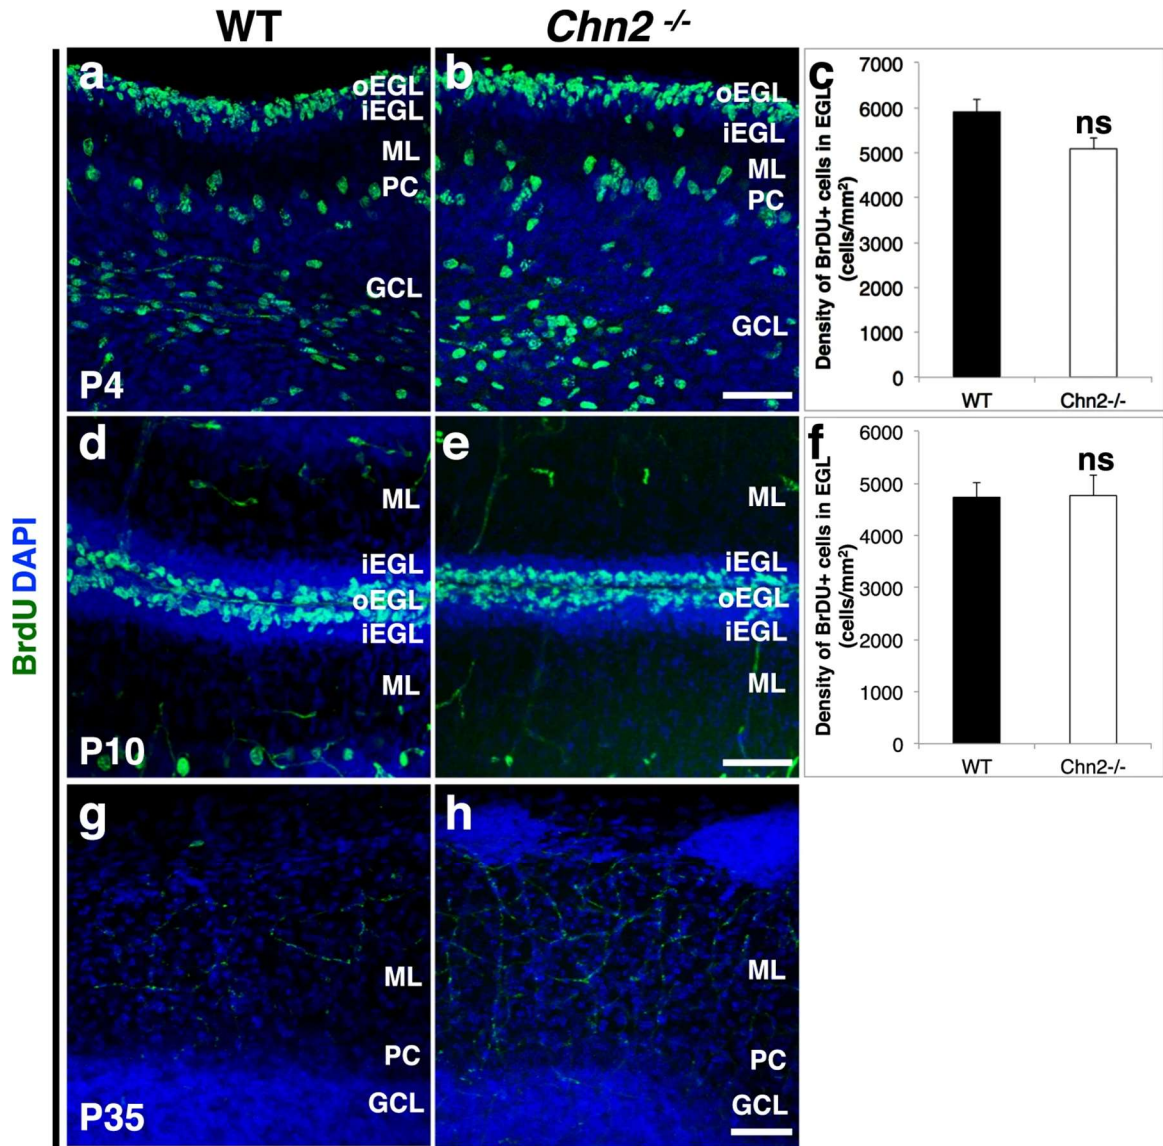 WT
Chn2 -/-
BrdU DAPI
a
oEGL
iEGL
ML
PC
GCL
P4
b
oEGL
iEGL
ML
PC
GCL
c
Density of BrDU+ cells in EGL
(cells/mm²)
7000
6000
5000
4000
3000
2000
1000
0
ns
WT
Chn2-/-
d
ML
iEGL
oEGL
iEGL
ML
P10
e
ML
iEGL
oEGL
iEGL
ML
f
Density of BrDU+ cells in EGL
(cells/mm²)
6000
5000
4000
3000
2000
1000
0
ns
WT
Chn2-/-
g
ML
PC
GCL
P35
h
ML
PC
GCL